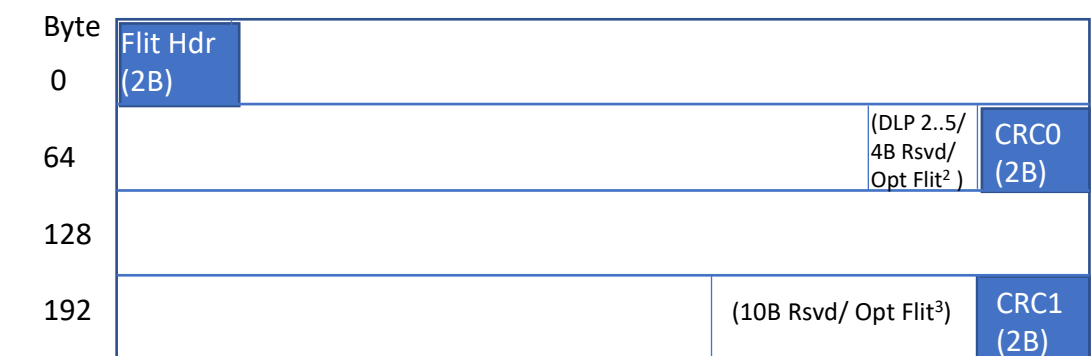 Byte
Flit Hdr
(2B)
0
(DLP 2..5/
4B Rsvd/
Opt Flit² )
CRC0
(2B)
64
128
192
(10B Rsvd/ Opt Flit³)
CRC1
(2B)